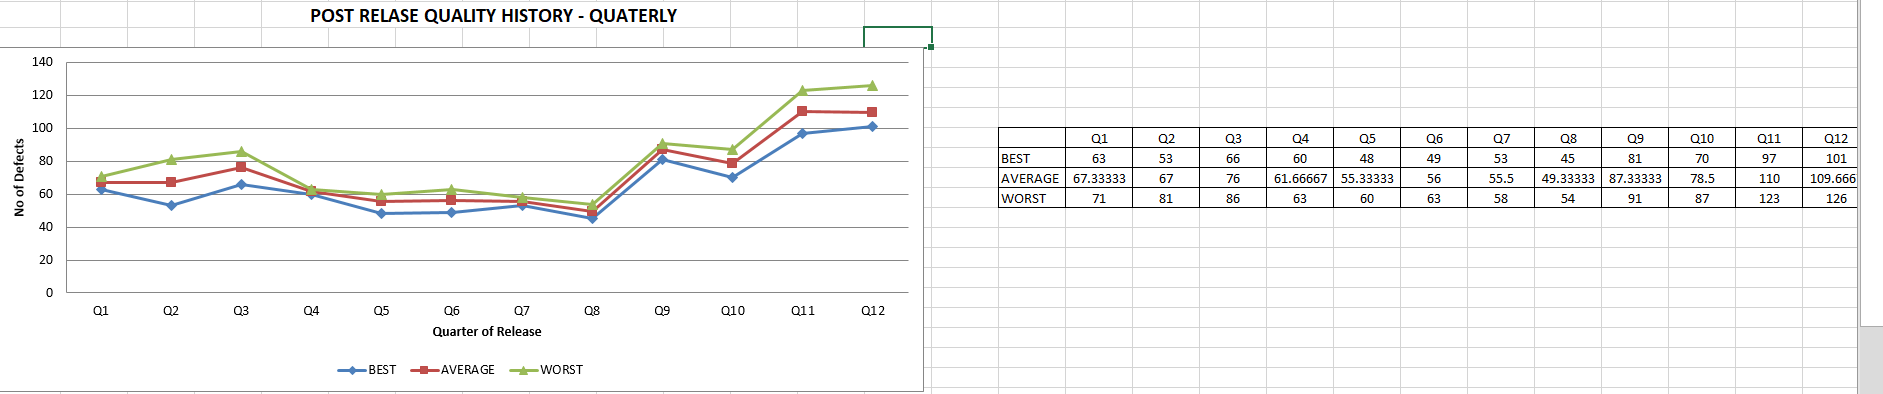 POST RELASE QUALITY HISTORY - QUATERLY
140
120
100
80
60
40
20
0
No of Defects
Q1 Q2 Q3 Q4 Q5 Q6 Q7 Q8 Q9 Q10 Q11 Q12
Quarter of Release
BEST AVERAGE WORST
Q1 Q2 Q3 Q4 Q5 Q6 Q7 Q8 Q9 Q10 Q11 Q12
BEST 63 53 66 60 48 49 53 45 81 70 97 101
AVERAGE 67.33333 67 76 61.66667 55.33333 56 55.5 49.33333 87.33333 78.5 110 109.666
WORST 71 81 86 63 60 63 58 54 91 87 123 126